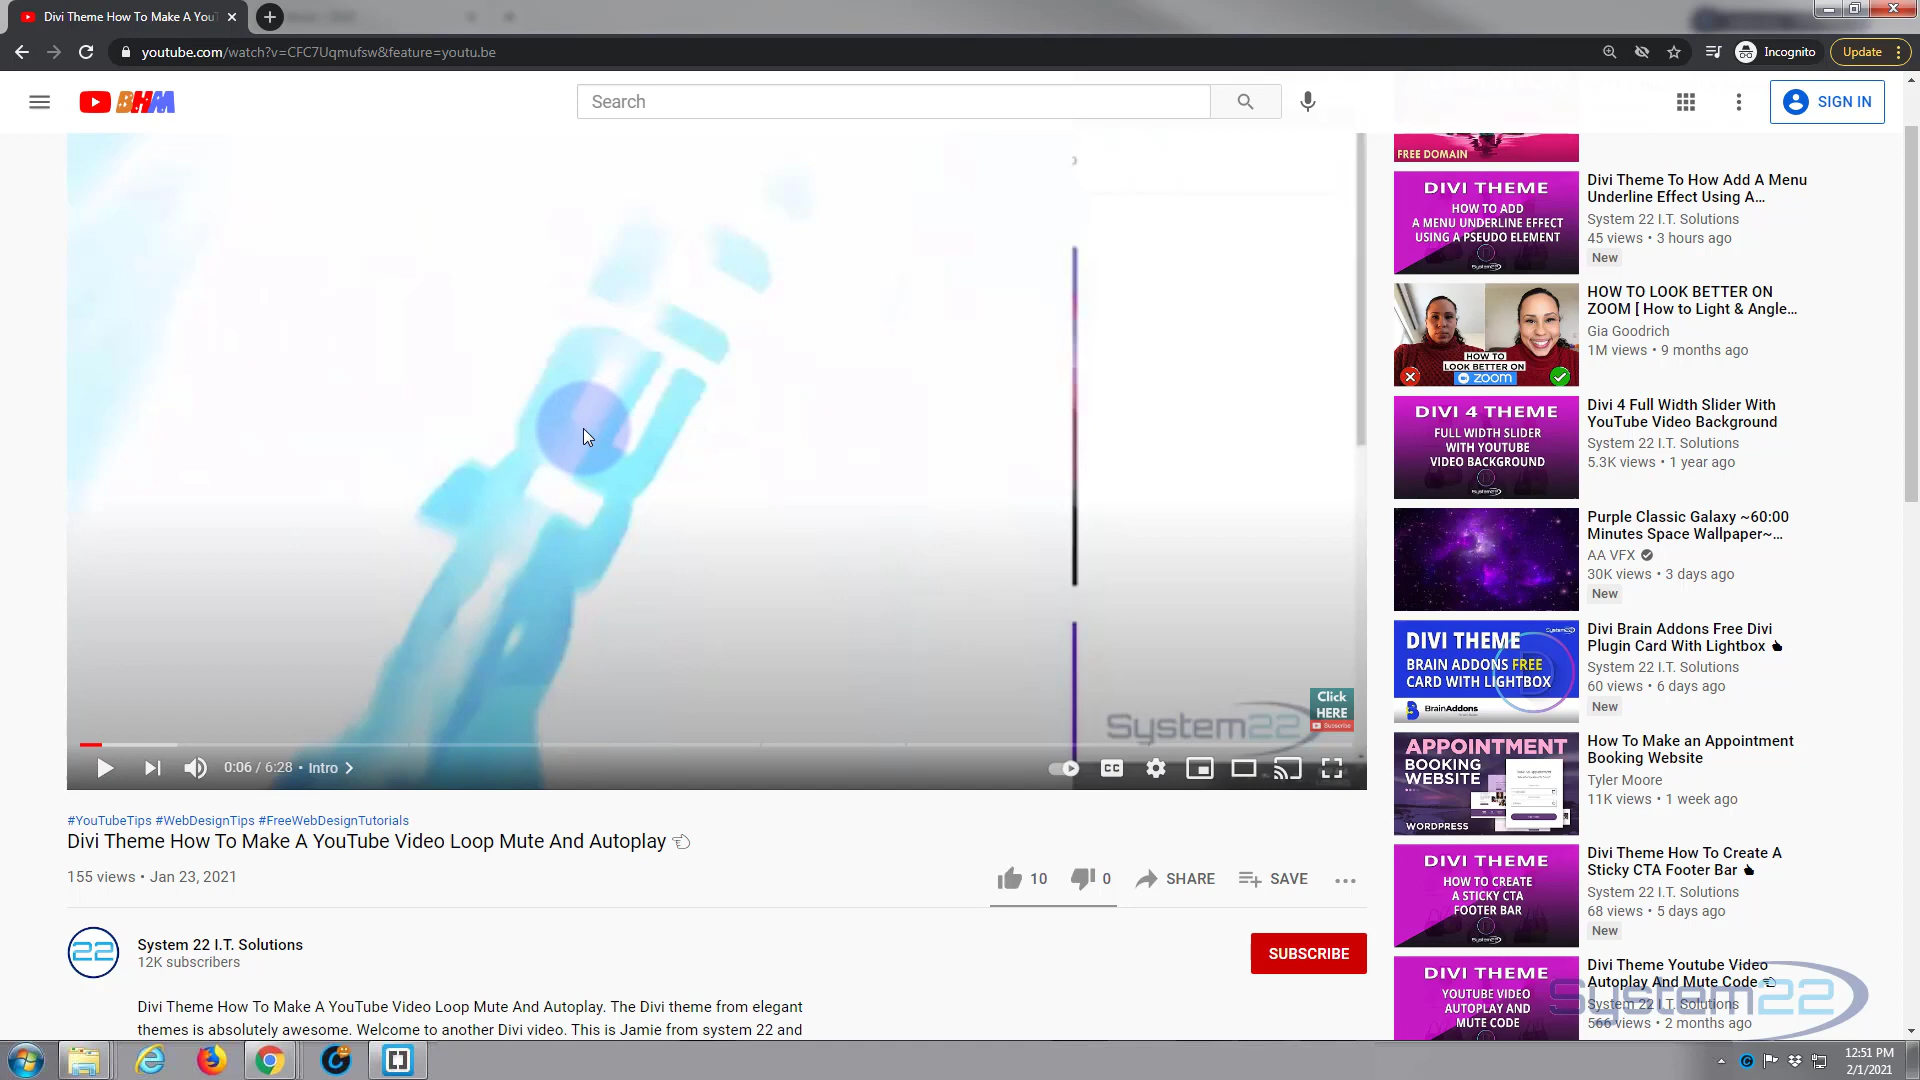 Divi Theme How To Make A You
youtube.com/watch?v=CFC7Uqmufsw&feature=youtu.be
Incognito
Update
BHM
Search
SIGN IN
Click
HERE
Subscribe
System22
0:06 / 6:28 • Intro
CC
#YouTubeTips #WebDesignTips #FreeWebDesignTutorials
Divi Theme How To Make A YouTube Video Loop Mute And Autoplay
155 views • Jan 23, 2021
10
0
SHARE
SAVE
22
System 22 I.T. Solutions
12K subscribers
SUBSCRIBE
Divi Theme How To Make A YouTube Video Loop Mute And Autoplay. The Divi theme from elegant
themes is absolutely awesome. Welcome to another Divi video. This is Jamie from system 22 and
FREE DOMAIN
DIVI THEME
HOW TO ADD
A MENU UNDERLINE EFFECT
USING A PSEUDO ELEMENT
System22
Divi Theme To How Add A Menu
Underline Effect Using A...
System 22 I.T. Solutions
45 views • 3 hours ago
New
HOW TO
LOOK BETTER ON
zoom
HOW TO LOOK BETTER ON
ZOOM [ How to Light & Angle...
Gia Goodrich
1M views • 9 months ago
DIVI 4 THEME
FULL WIDTH SLIDER
WITH YOUTUBE
VIDEO BACKGROUND
System22
Divi 4 Full Width Slider With
YouTube Video Background
System 22 I.T. Solutions
5.3K views • 1 year ago
Purple Classic Galaxy ~60:00
Minutes Space Wallpaper~...
AA VFX
30K views • 3 days ago
New
System22
DIVI THEME
BRAIN ADDONS FREE
CARD WITH LIGHTBOX
BrainAddons
Divi Brain Addons Free Divi
Plugin Card With Lightbox
System 22 I.T. Solutions
60 views • 6 days ago
New
APPOINTMENT
BOOKING
WEBSITE
WORDPRESS
How To Make an Appointment
Booking Website
Tyler Moore
11K views • 1 week ago
DIVI THEME
HOW TO CREATE
A STICKY CTA
FOOTER BAR
System22
Divi Theme How To Create A
Sticky CTA Footer Bar
System 22 I.T. Solutions
68 views • 5 days ago
New
DIVI THEME
YOUTUBE VIDEO
AUTOPLAY AND
MUTE CODE
Divi Theme Youtube Video
Autoplay And Mute Code
System 22 I.T. Solutions
566 views • 2 months ago
System22
12:51 PM
2/1/2021